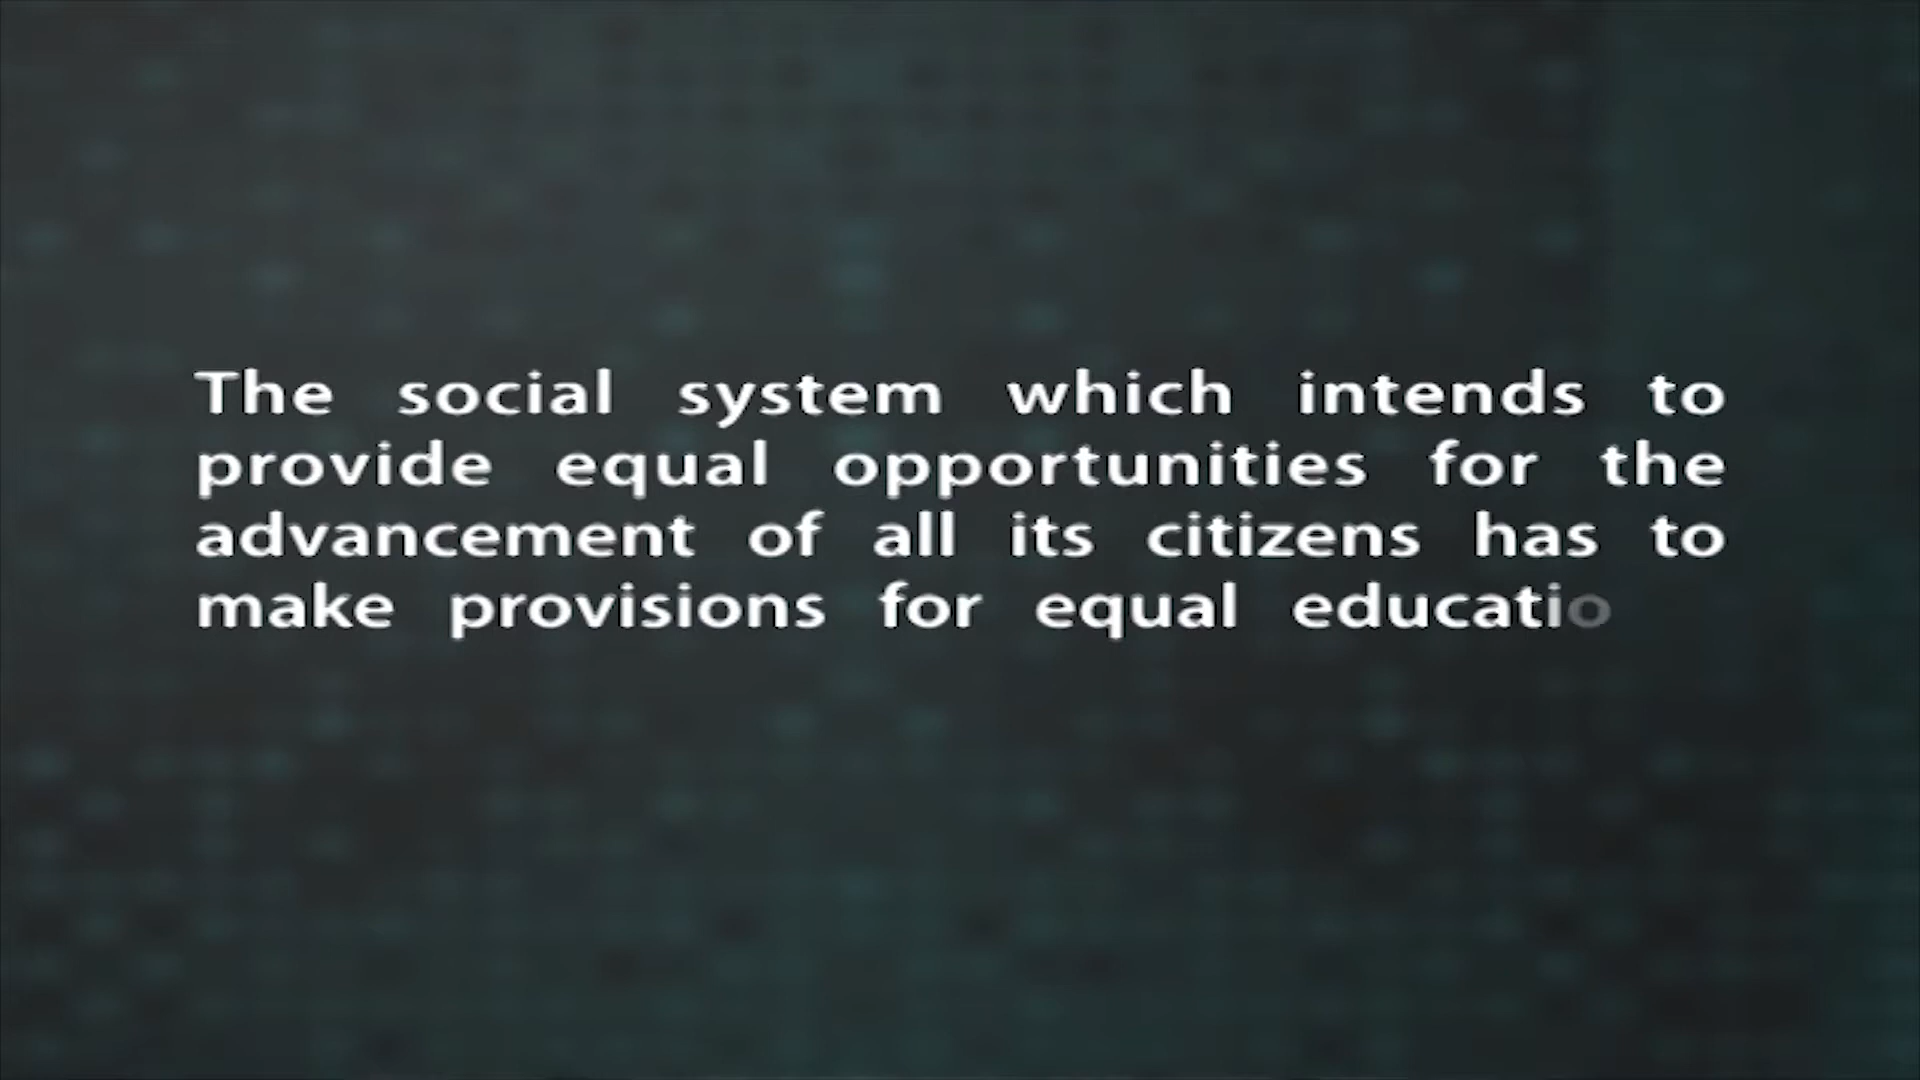 The social system which intends to
provide equal opportunities for the
advancement of all its citizens has to
make provisions for equal educatio